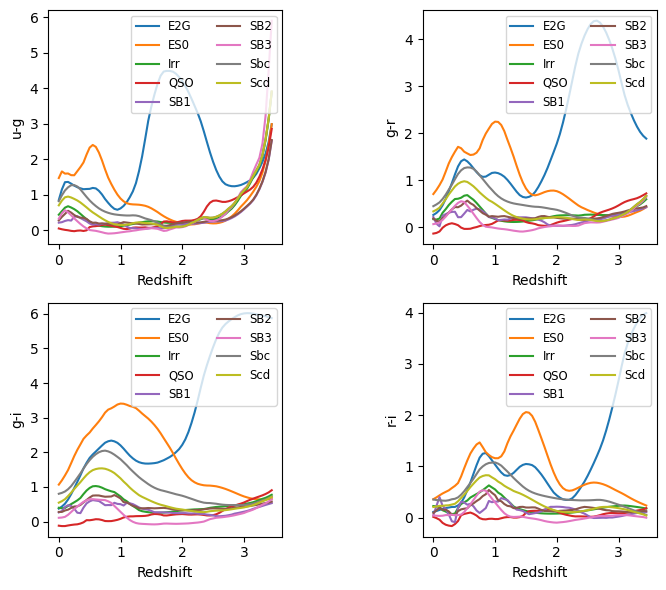 u-g
6
5
4
3
2
1
0
E2G
ES0
Irr
QSO
SB1
SB2
SB3
Sbc
Scd
0
1
2
3
Redshift
g-r
4
3
2
1
0
E2G
ES0
Irr
QSO
SB1
SB2
SB3
Sbc
Scd
0
1
2
3
Redshift
g-i
6
5
4
3
2
1
0
E2G
ES0
Irr
QSO
SB1
SB2
SB3
Sbc
Scd
0
1
2
3
Redshift
r-i
4
3
2
1
0
E2G
ES0
Irr
QSO
SB1
SB2
SB3
Sbc
Scd
0
1
2
3
Redshift